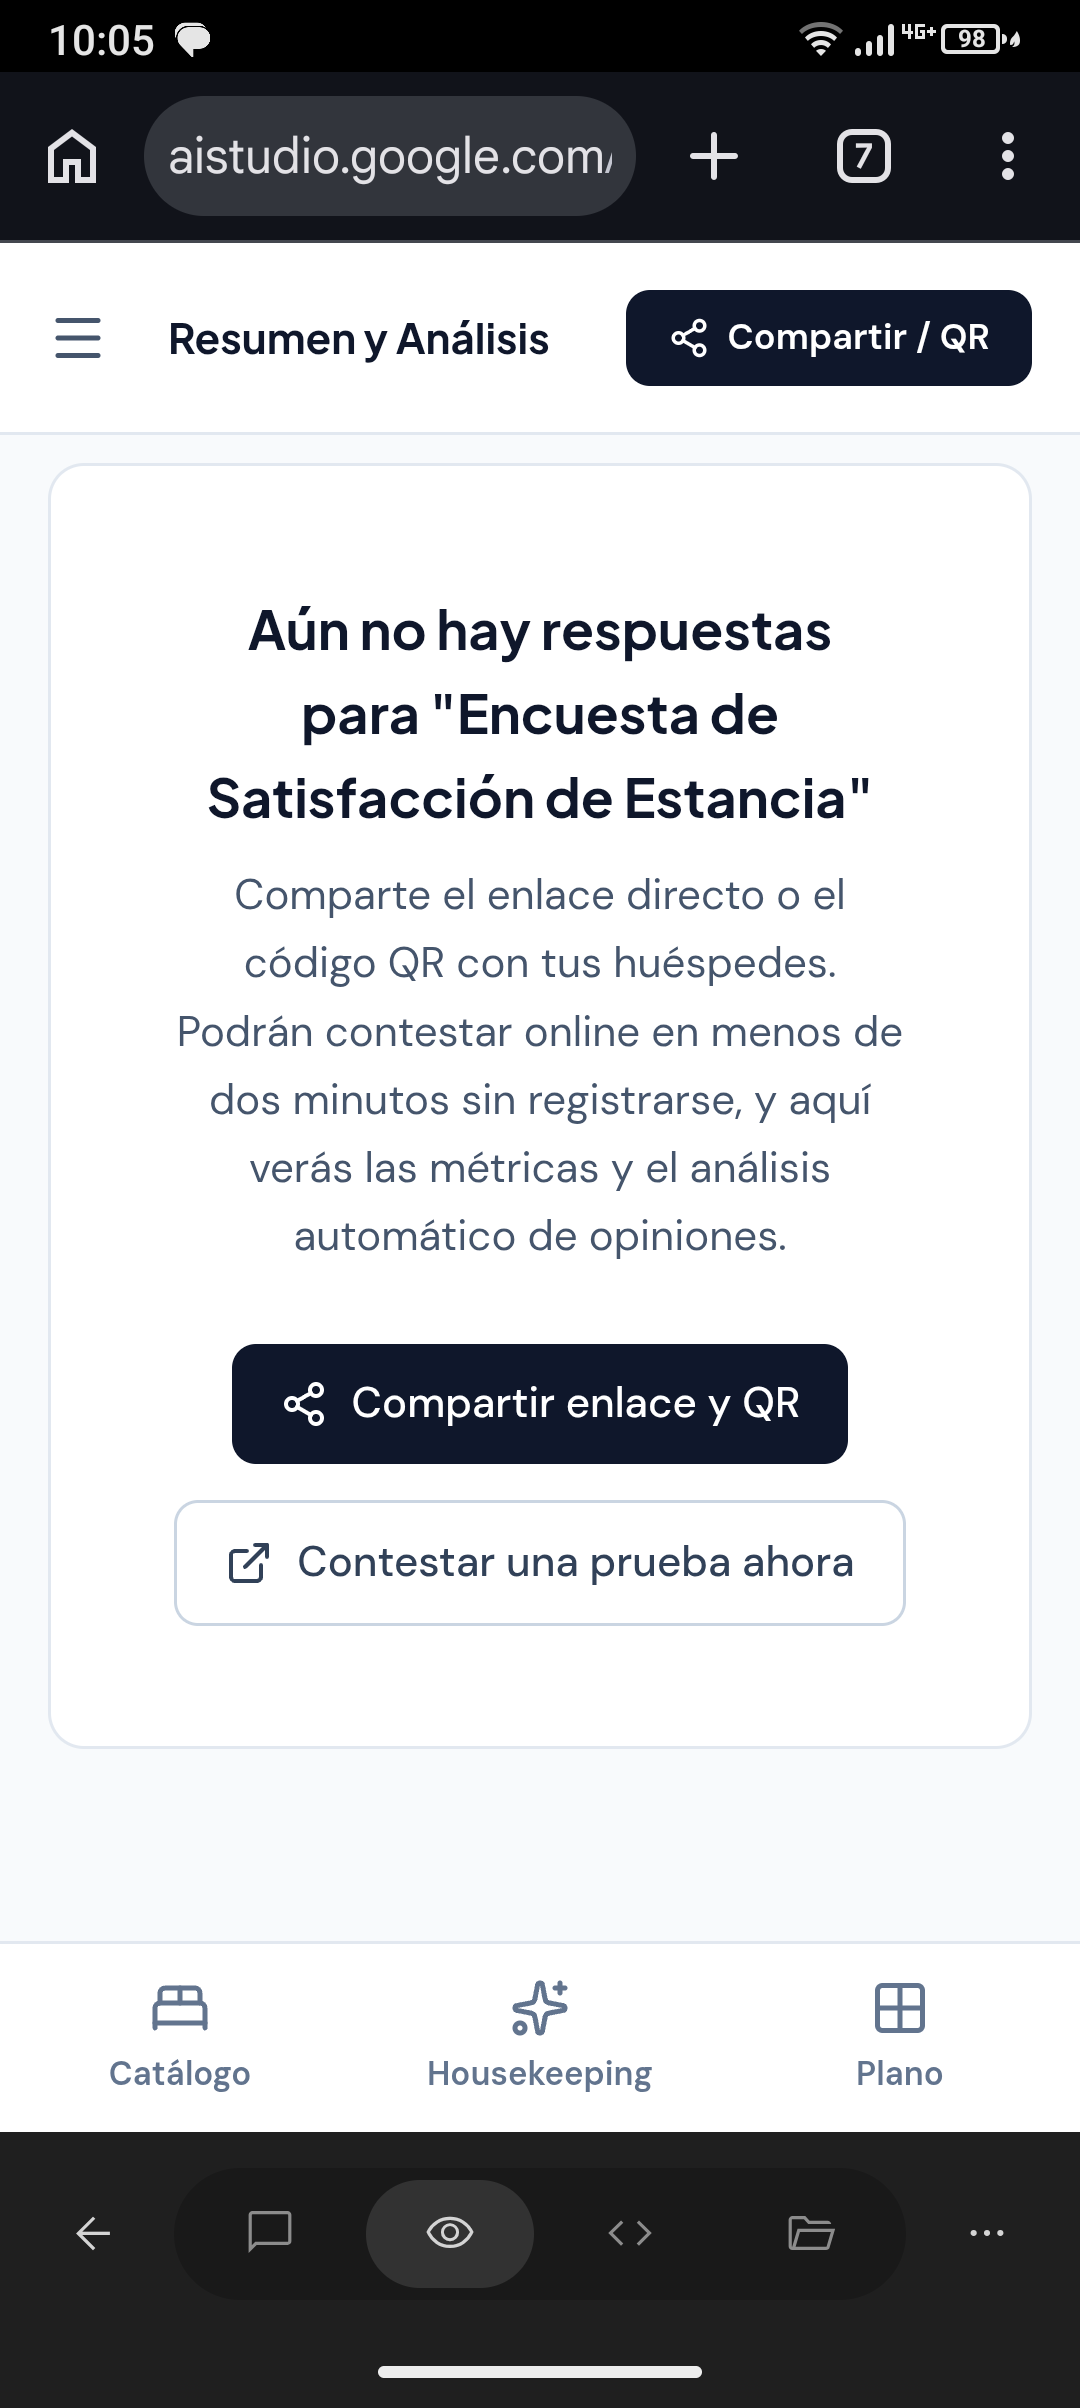 10:05
4G+
98
aistudio.google.com/
7
Resumen y Análisis
Compartir / QR
Aún no hay respuestas
para "Encuesta de
Satisfacción de Estancia"
Comparte el enlace directo o el
código QR con tus huéspedes.
Podrán contestar online en menos de
dos minutos sin registrarse, y aquí
verás las métricas y el análisis
automático de opiniones.
Compartir enlace y QR
Contestar una prueba ahora
Catálogo
Housekeeping
Plano